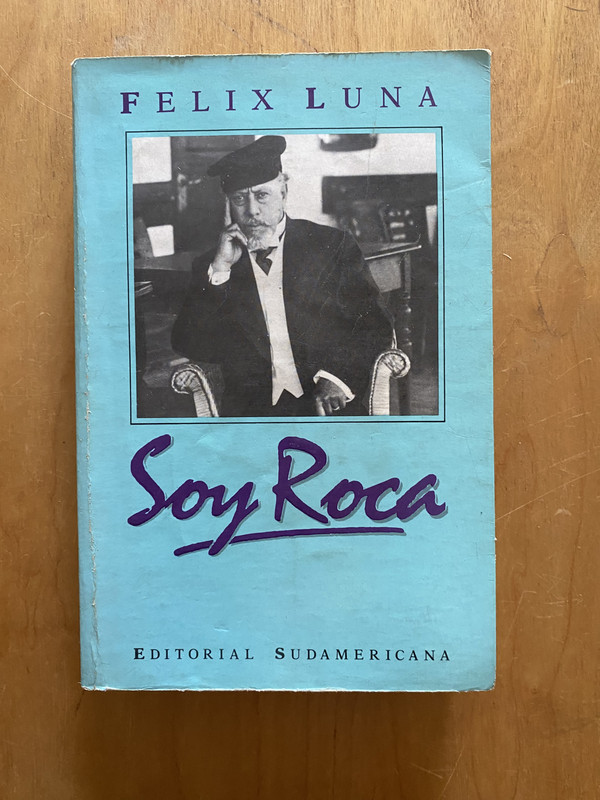 FELIX LUNA
Soy Roca
EDITORIAL SUDAMERICANA